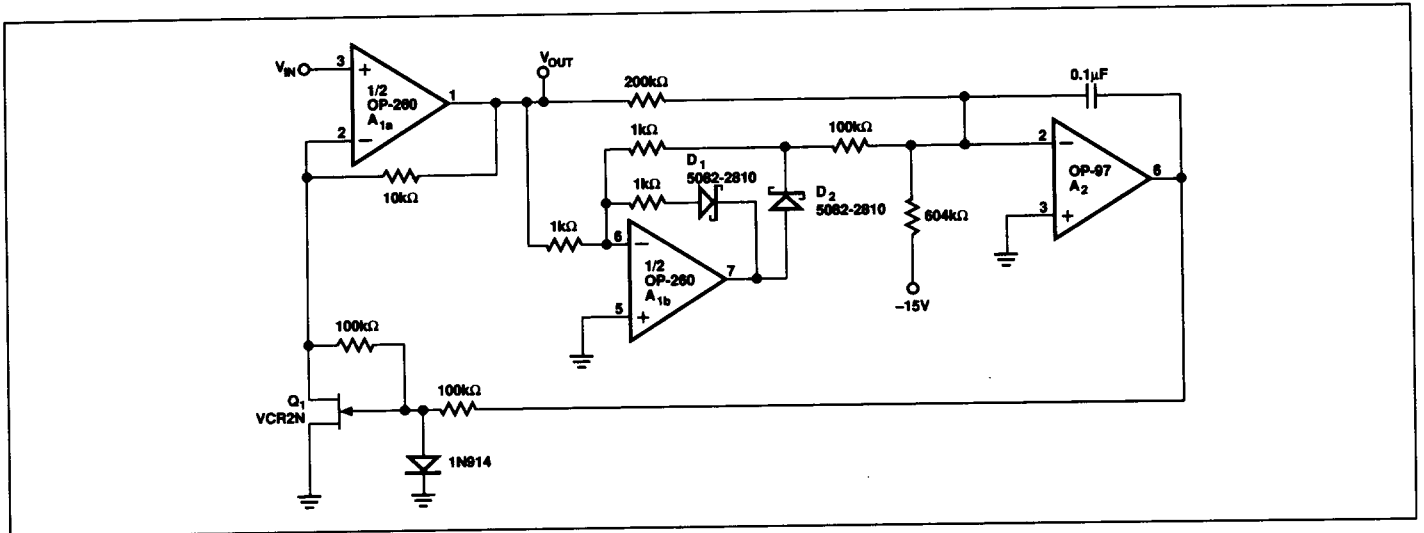 V_IN
3
+
1/2
OP-260
A_1a
2
−
1
V_OUT
10kΩ
200kΩ
0.1µF
1kΩ
100kΩ
1kΩ
D_1
5082-2810
D_2
5082-2810
1kΩ
6
−
1/2
OP-260
A_1b
5
+
7
604kΩ
−15V
2
−
OP-97
A_2
3
+
6
100kΩ
100kΩ
Q_1
VCR2N
1N914